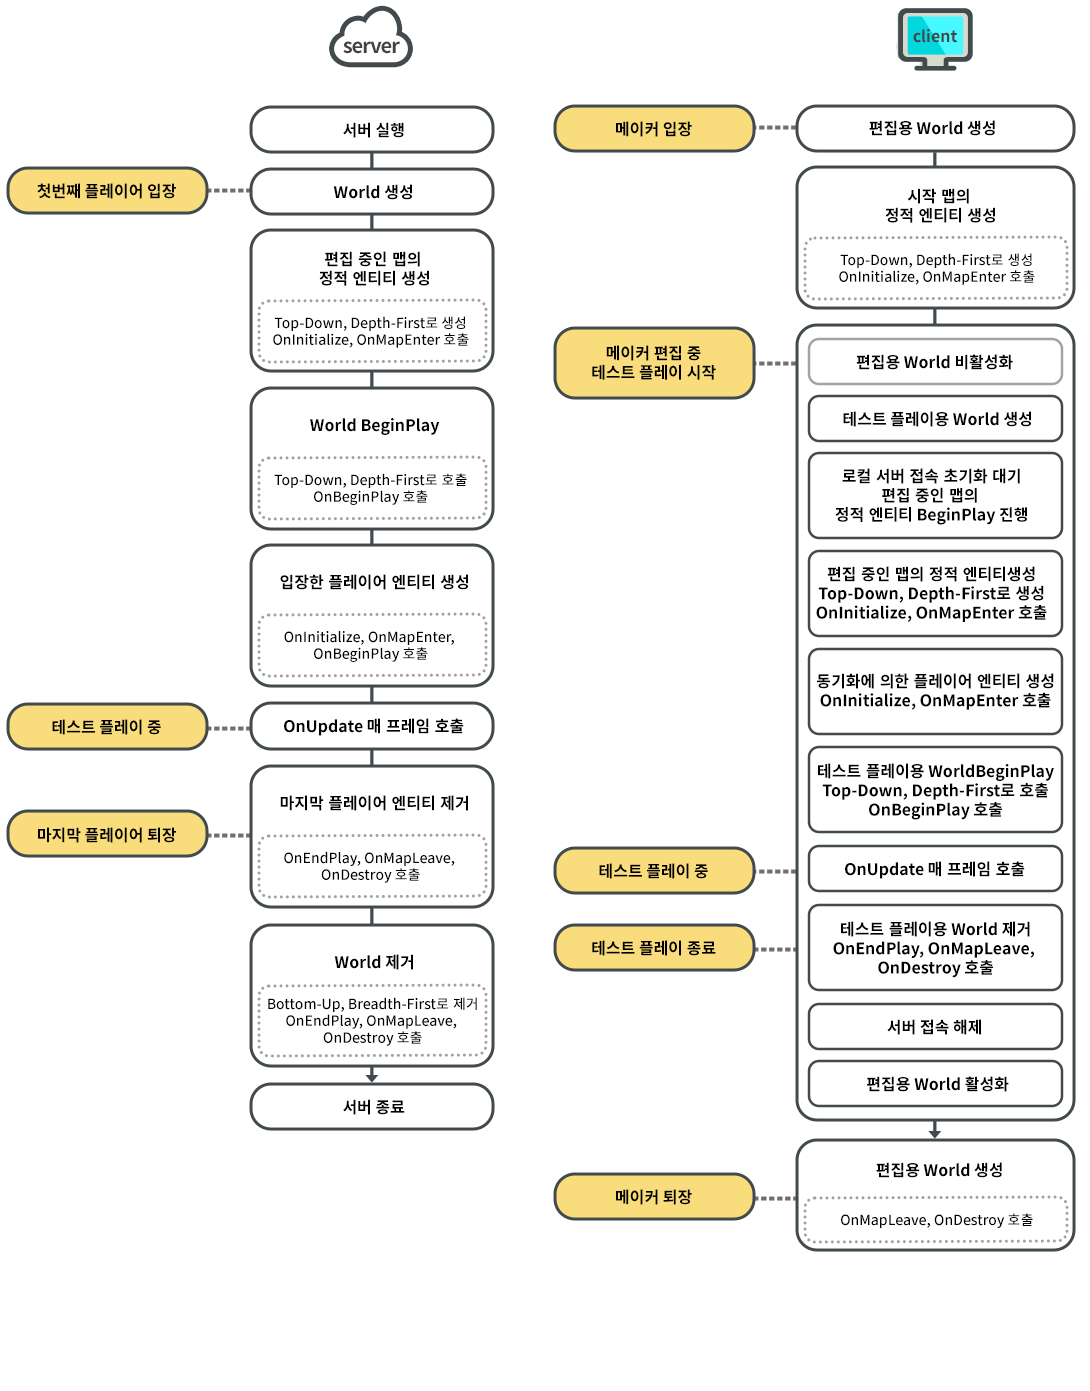 server
서버 실행
첫번째 플레이어 입장
World 생성
편집 중인 맵의
정적 엔티티 생성
Top-Down, Depth-First로 생성
OnInitialize, OnMapEnter 호출
World BeginPlay
Top-Down, Depth-First로 호출
OnBeginPlay 호출
입장한 플레이어 엔티티 생성
OnInitialize, OnMapEnter,
OnBeginPlay 호출
테스트 플레이 중
OnUpdate 매 프레임 호출
마지막 플레이어 엔티티 제거
마지막 플레이어 퇴장
OnEndPlay, OnMapLeave,
OnDestroy 호출
World 제거
Bottom-Up, Breadth-First로 제거
OnEndPlay, OnMapLeave,
OnDestroy 호출
서버 종료
client
메이커 입장
편집용 World 생성
시작 맵의
정적 엔티티 생성
Top-Down, Depth-First로 생성
OnInitialize, OnMapEnter 호출
메이커 편집 중
테스트 플레이 시작
편집용 World 비활성화
테스트 플레이용 World 생성
로컬 서버 접속 초기화 대기
편집 중인 맵의
정적 엔티티 BeginPlay 진행
편집 중인 맵의 정적 엔티티생성
Top-Down, Depth-First로 생성
OnInitialize, OnMapEnter 호출
동기화에 의한 플레이어 엔티티 생성
OnInitialize, OnMapEnter 호출
테스트 플레이용 WorldBeginPlay
Top-Down, Depth-First로 호출
OnBeginPlay 호출
테스트 플레이 중
OnUpdate 매 프레임 호출
테스트 플레이 종료
테스트 플레이용 World 제거
OnEndPlay, OnMapLeave,
OnDestroy 호출
서버 접속 해제
편집용 World 활성화
메이커 퇴장
편집용 World 생성
OnMapLeave, OnDestroy 호출